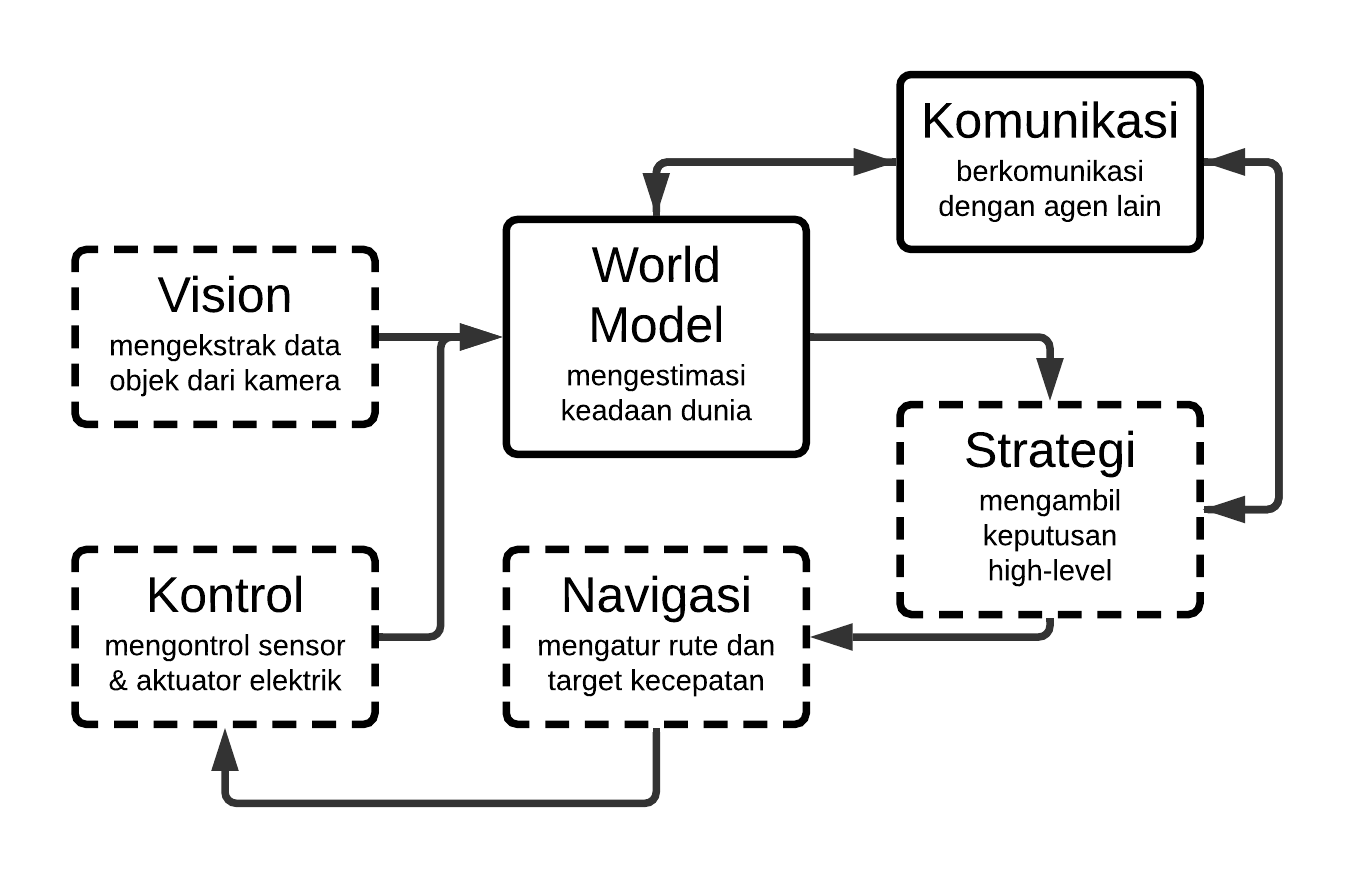 Komunikasi
berkomunikasi
dengan agen lain
World
Model
mengestimasi
keadaan dunia
Vision
mengekstrak data
objek dari kamera
Strategi
mengambil
keputusan
high-level
Kontrol
mengontrol sensor
& aktuator elektrik
Navigasi
mengatur rute dan
target kecepatan